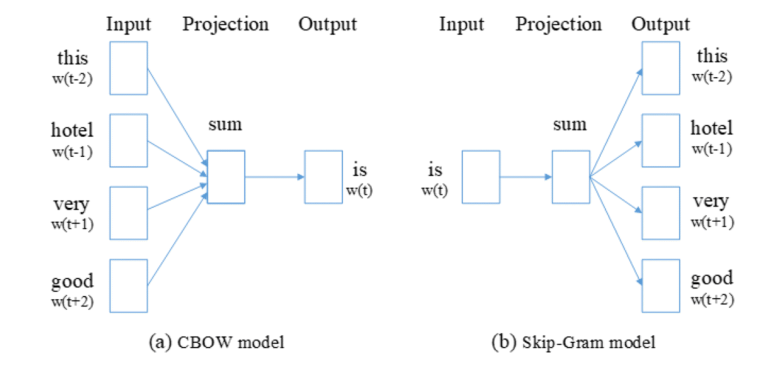 Input Projection Output
this
w(t-2)
hotel
w(t-1)
sum
is
w(t)
very
w(t+1)
good
w(t+2)
(a) CBOW model
Input Projection Output
this
w(t-2)
hotel
w(t-1)
sum
is
w(t)
very
w(t+1)
good
w(t+2)
(b) Skip-Gram model